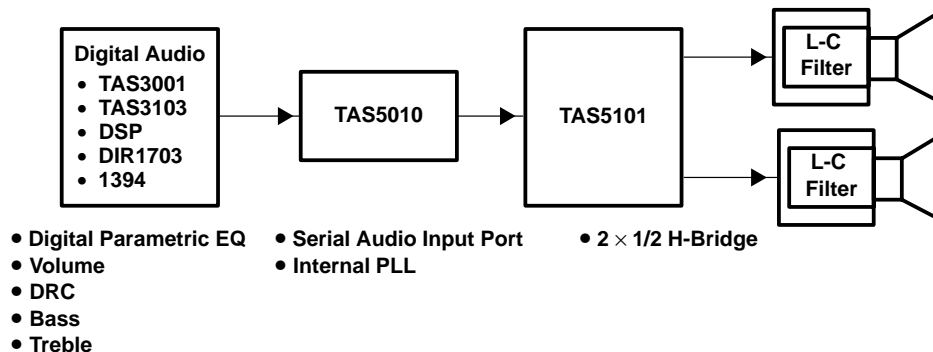 Digital Audio
• TAS3001
• TAS3103
• DSP
• DIR1703
• 1394
TAS5010
TAS5101
L-C
Filter
L-C
Filter
• Digital Parametric EQ
• Volume
• DRC
• Bass
• Treble
• Serial Audio Input Port
• Internal PLL
• 2 × 1/2 H-Bridge